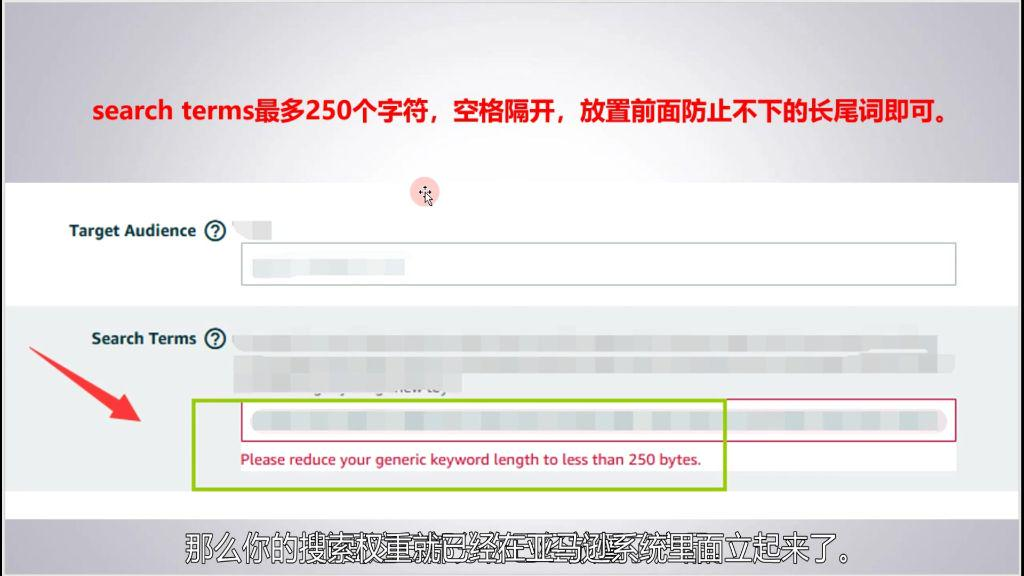 search terms最多250个字符，空格隔开，放置前面防止不下的长尾词即可。
Target Audience ?
Search Terms ?
Please reduce your generic keyword length to less than 250 bytes.
那么你的搜索权重就已经在亚马逊系统里面立起来了。